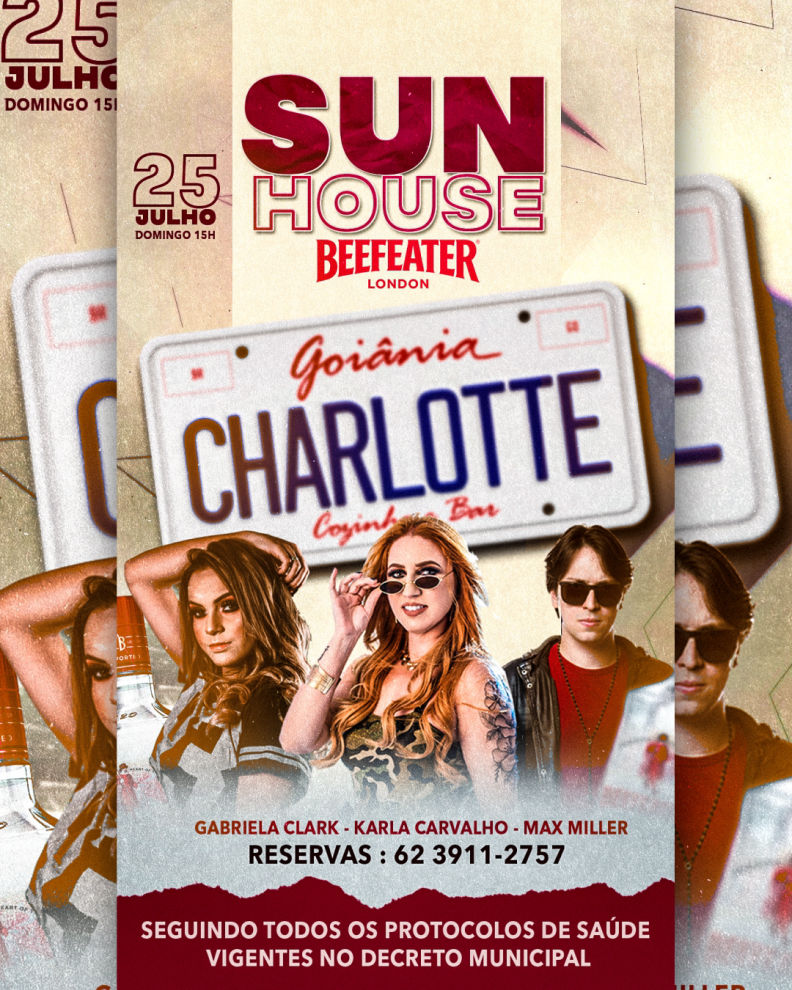 25
JULHO
DOMINGO 15H
SUN
HOUSE
BEEFEATER
LONDON
Goiânia
CHARLOTTE
Cozinha Bar
GABRIELA CLARK - KARLA CARVALHO - MAX MILLER
RESERVAS : 62 3911-2757
SEGUINDO TODOS OS PROTOCOLOS DE SAÚDE
VIGENTES NO DECRETO MUNICIPAL